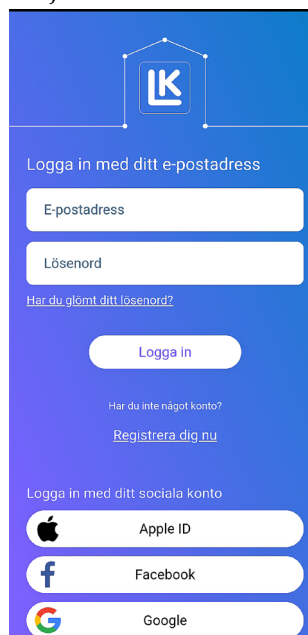 LK
Logga in med ditt e-postadress
E-postadress
Lösenord
Har du glömt ditt lösenord?
Logga in
Har du inte något konto?
Registrera dig nu
Logga in med ditt sociala konto
Apple ID
Facebook
Google